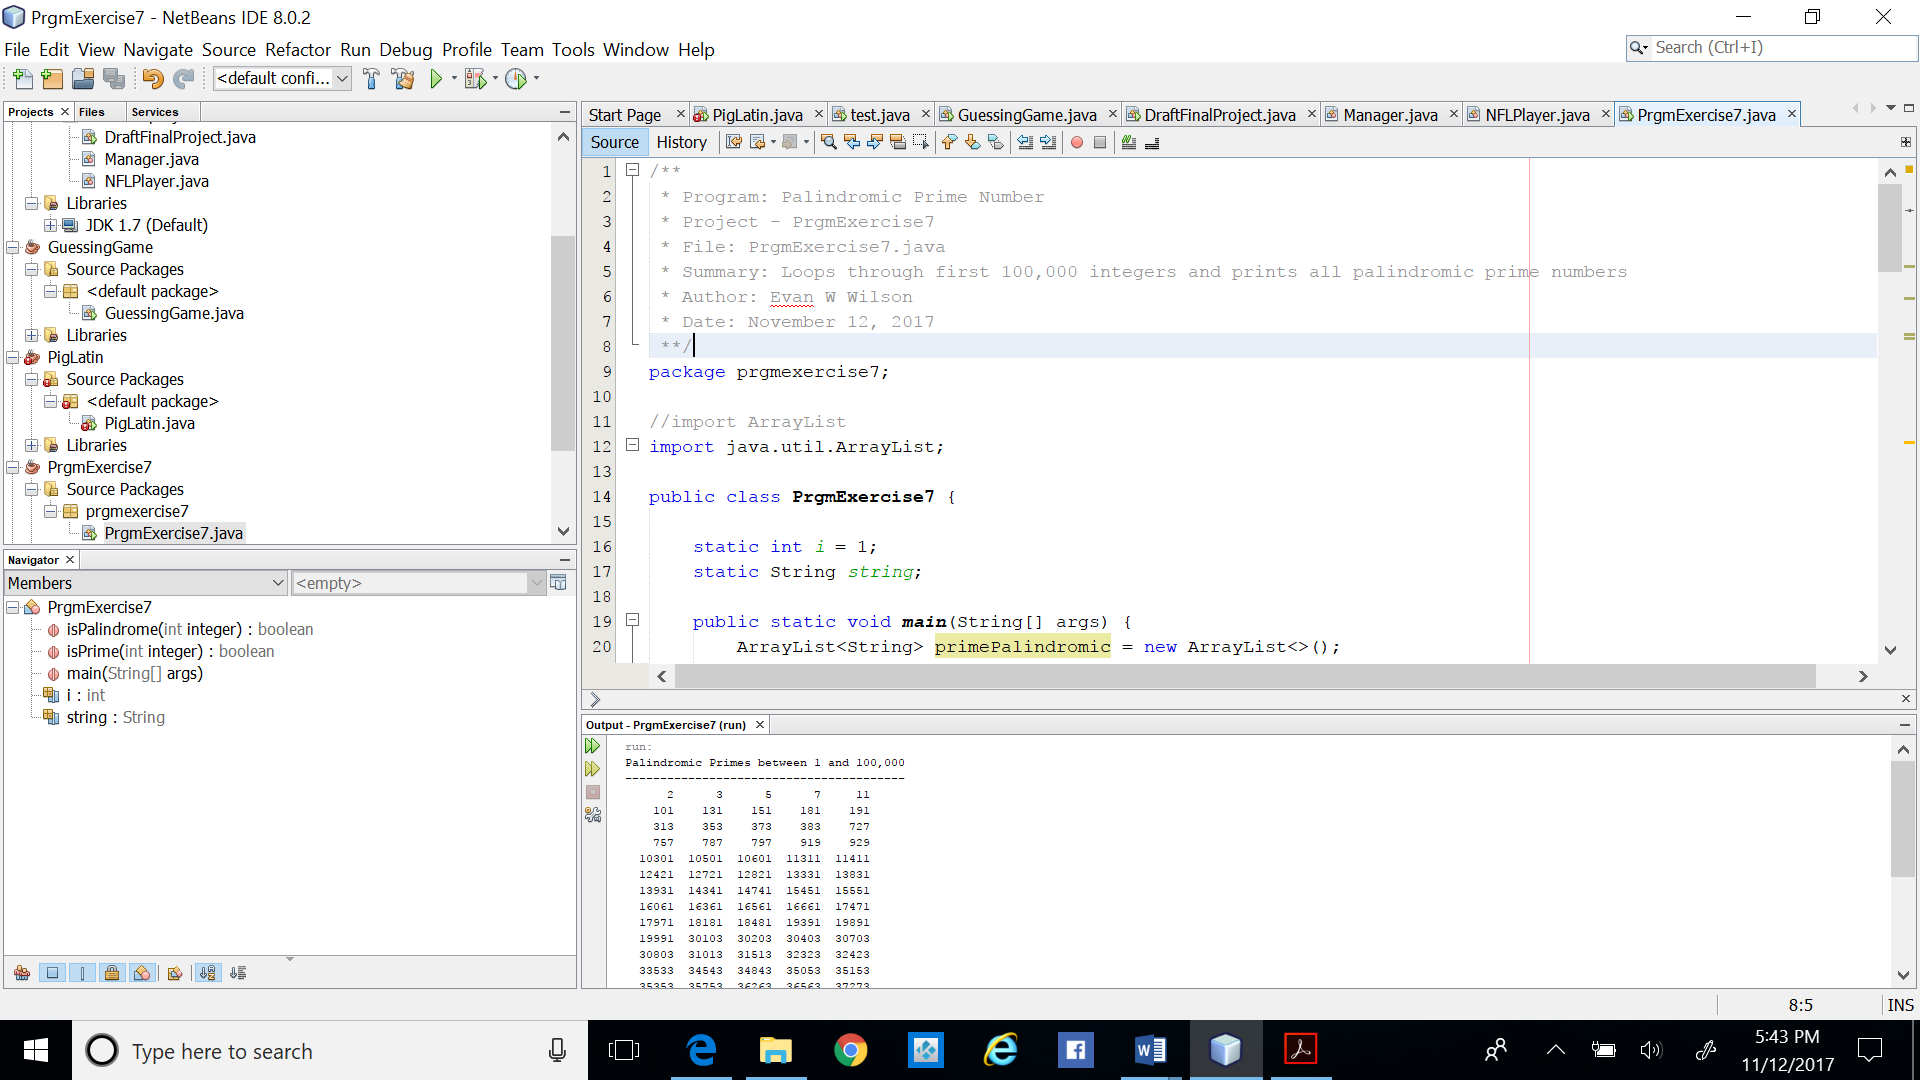 PrgmExercise7 - NetBeans IDE 8.0.2
File Edit View Navigate Source Refactor Run Debug Profile Team Tools Window Help
Search (Ctrl+I)
<default confi...
Projects Files Services
DraftFinalProject.java
Manager.java
NFLPlayer.java
Libraries
JDK 1.7 (Default)
GuessingGame
Source Packages
<default package>
GuessingGame.java
Libraries
PigLatin
Source Packages
<default package>
PigLatin.java
Libraries
PrgmExercise7
Source Packages
prgmexercise7
PrgmExercise7.java
Navigator
Members <empty>
PrgmExercise7
isPalindrome(int integer) : boolean
isPrime(int integer) : boolean
main(String[] args)
i : int
string : String
Start Page PigLatin.java test.java GuessingGame.java DraftFinalProject.java Manager.java NFLPlayer.java PrgmExercise7.java
Source History
1 /**
2 * Program: Palindromic Prime Number
3 * Project - PrgmExercise7
4 * File: PrgmExercise7.java
5 * Summary: Loops through first 100,000 integers and prints all palindromic prime numbers
6 * Author: Evan W Wilson
7 * Date: November 12, 2017
8 **/
9 package prgmexercise7;
10
11 //import ArrayList
12 import java.util.ArrayList;
13
14 public class PrgmExercise7 {
15
16 static int i = 1;
17 static String string;
18
19 public static void main(String[] args) {
20 ArrayList<String> primePalindromic = new ArrayList<>();
Output - PrgmExercise7 (run)
run:
Palindromic Primes between 1 and 100,000
----------------------------------------
2 3 5 7 11
101 131 151 181 191
313 353 373 383 727
757 787 797 919 929
10301 10501 10601 11311 11411
12421 12721 12821 13331 13831
13931 14341 14741 15451 15551
16061 16361 16561 16661 17471
17971 18181 18481 19391 19891
19991 30103 30203 30403 30703
30803 31013 31513 32323 32423
33533 34543 34843 35053 35153
35353 35753 36263 36563 37273
8:5 INS
Type here to search
5:43 PM
11/12/2017